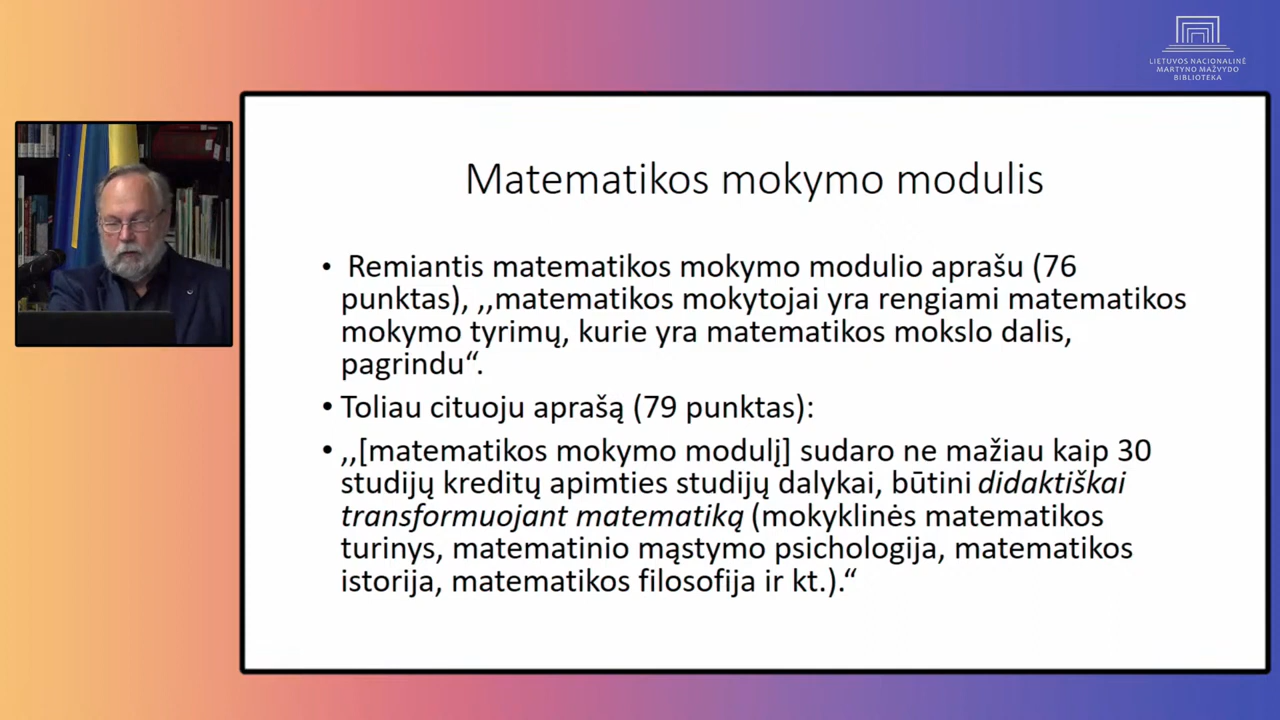 LIETUVOS NACIONALINĖ
MARTYNO MAŽVYDO
BIBLIOTEKA
Matematikos mokymo modulis
• Remiantis matematikos mokymo modulio aprašu (76
punktas), ,,matematikos mokytojai yra rengiami matematikos
mokymo tyrimų, kurie yra matematikos mokslo dalis,
pagrindu“.
• Toliau cituoju aprašą (79 punktas):
• ,,[matematikos mokymo modulį] sudaro ne mažiau kaip 30
studijų kreditų apimties studijų dalykai, būtini didaktiškai
transformuojant matematiką (mokyklinės matematikos
turinys, matematinio mąstymo psichologija, matematikos
istorija, matematikos filosofija ir kt.).“